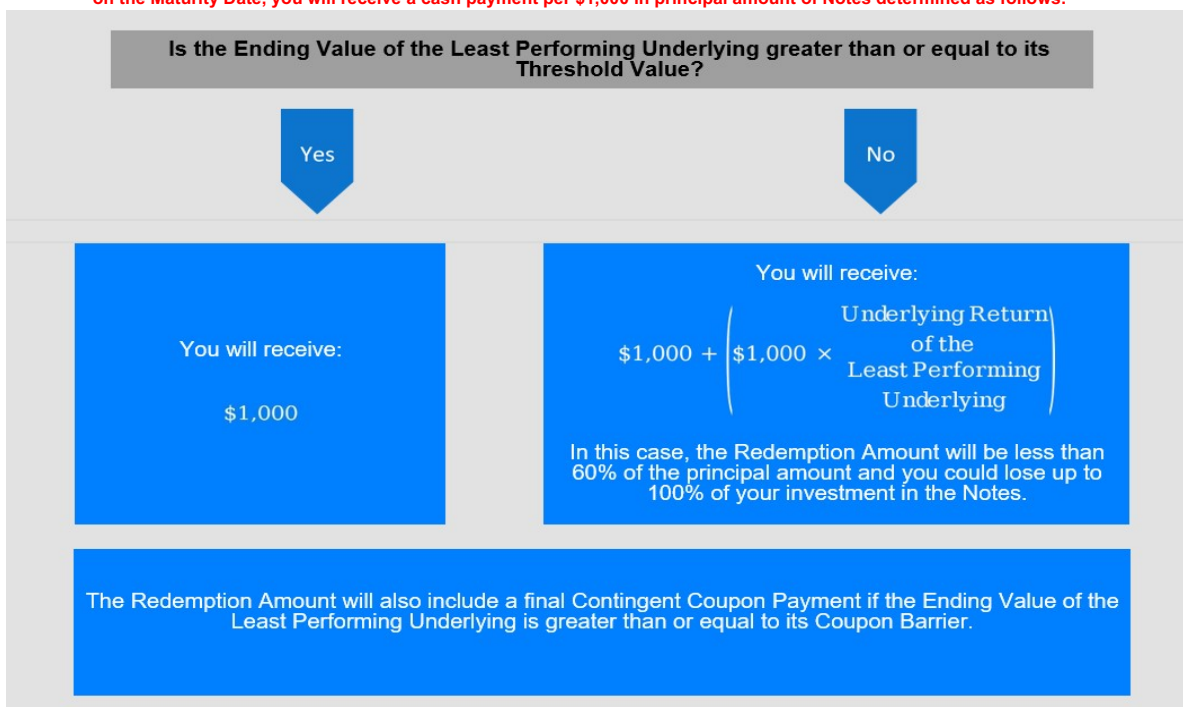 on the Maturity Date, you will receive a cash payment per $1,000 in principal amount of Notes determined as follows:
Is the Ending Value of the Least Performing Underlying greater than or equal to its
Threshold Value?
Yes
No
You will receive:
$1,000
You will receive:
$1,000 + ($1,000 × Underlying Return
of the
Least Performing
Underlying)
In this case, the Redemption Amount will be less than
60% of the principal amount and you could lose up to
100% of your investment in the Notes.
The Redemption Amount will also include a final Contingent Coupon Payment if the Ending Value of the
Least Performing Underlying is greater than or equal to its Coupon Barrier.